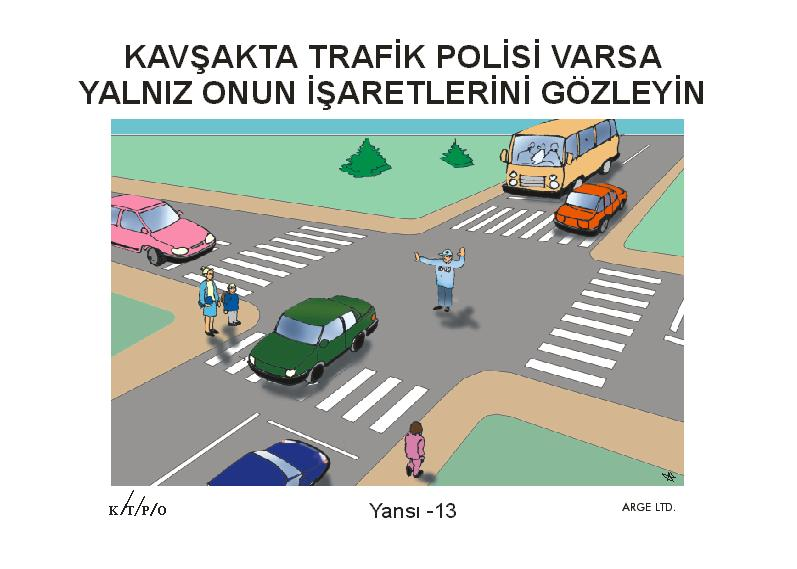 KAVŞAKTA TRAFİK POLİSİ VARSA
YALNIZ ONUN İŞARETLERİNİ GÖZLEYİN
K/T/P/O
Yansı -13
ARGE LTD.